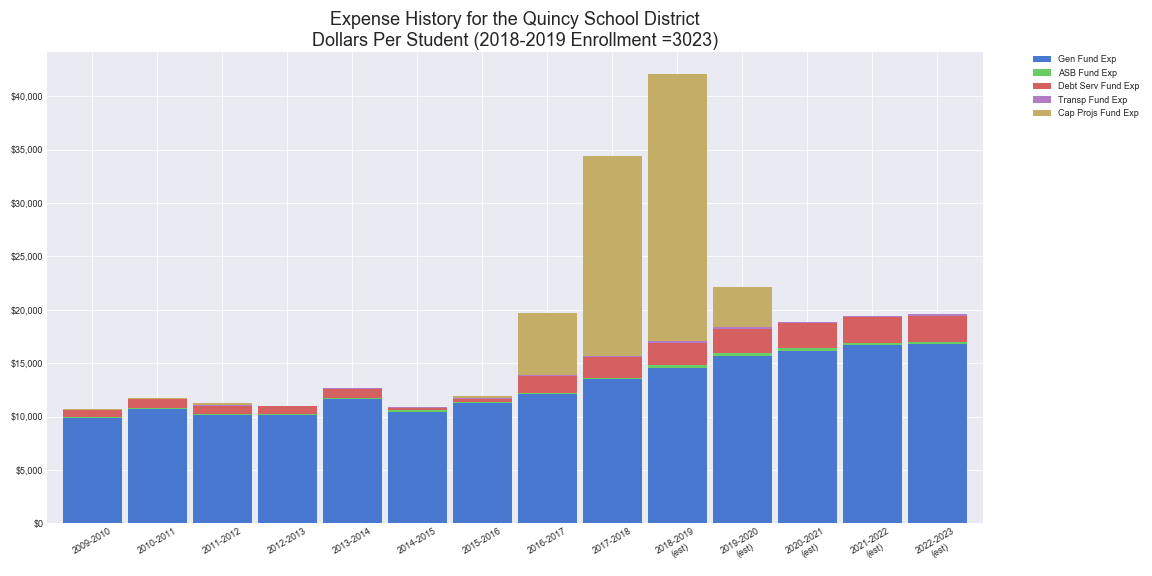 Expense History for the Quincy School District
Dollars Per Student (2018-2019 Enrollment =3023)
Gen Fund Exp
ASB Fund Exp
Debt Serv Fund Exp
Transp Fund Exp
Cap Projs Fund Exp
$40,000
$35,000
$30,000
$25,000
$20,000
$15,000
$10,000
$5,000
$0
2009-2010
2010-2011
2011-2012
2012-2013
2013-2014
2014-2015
2015-2016
2016-2017
2017-2018
2018-2019
(est)
2019-2020
(est)
2020-2021
(est)
2021-2022
(est)
2022-2023
(est)